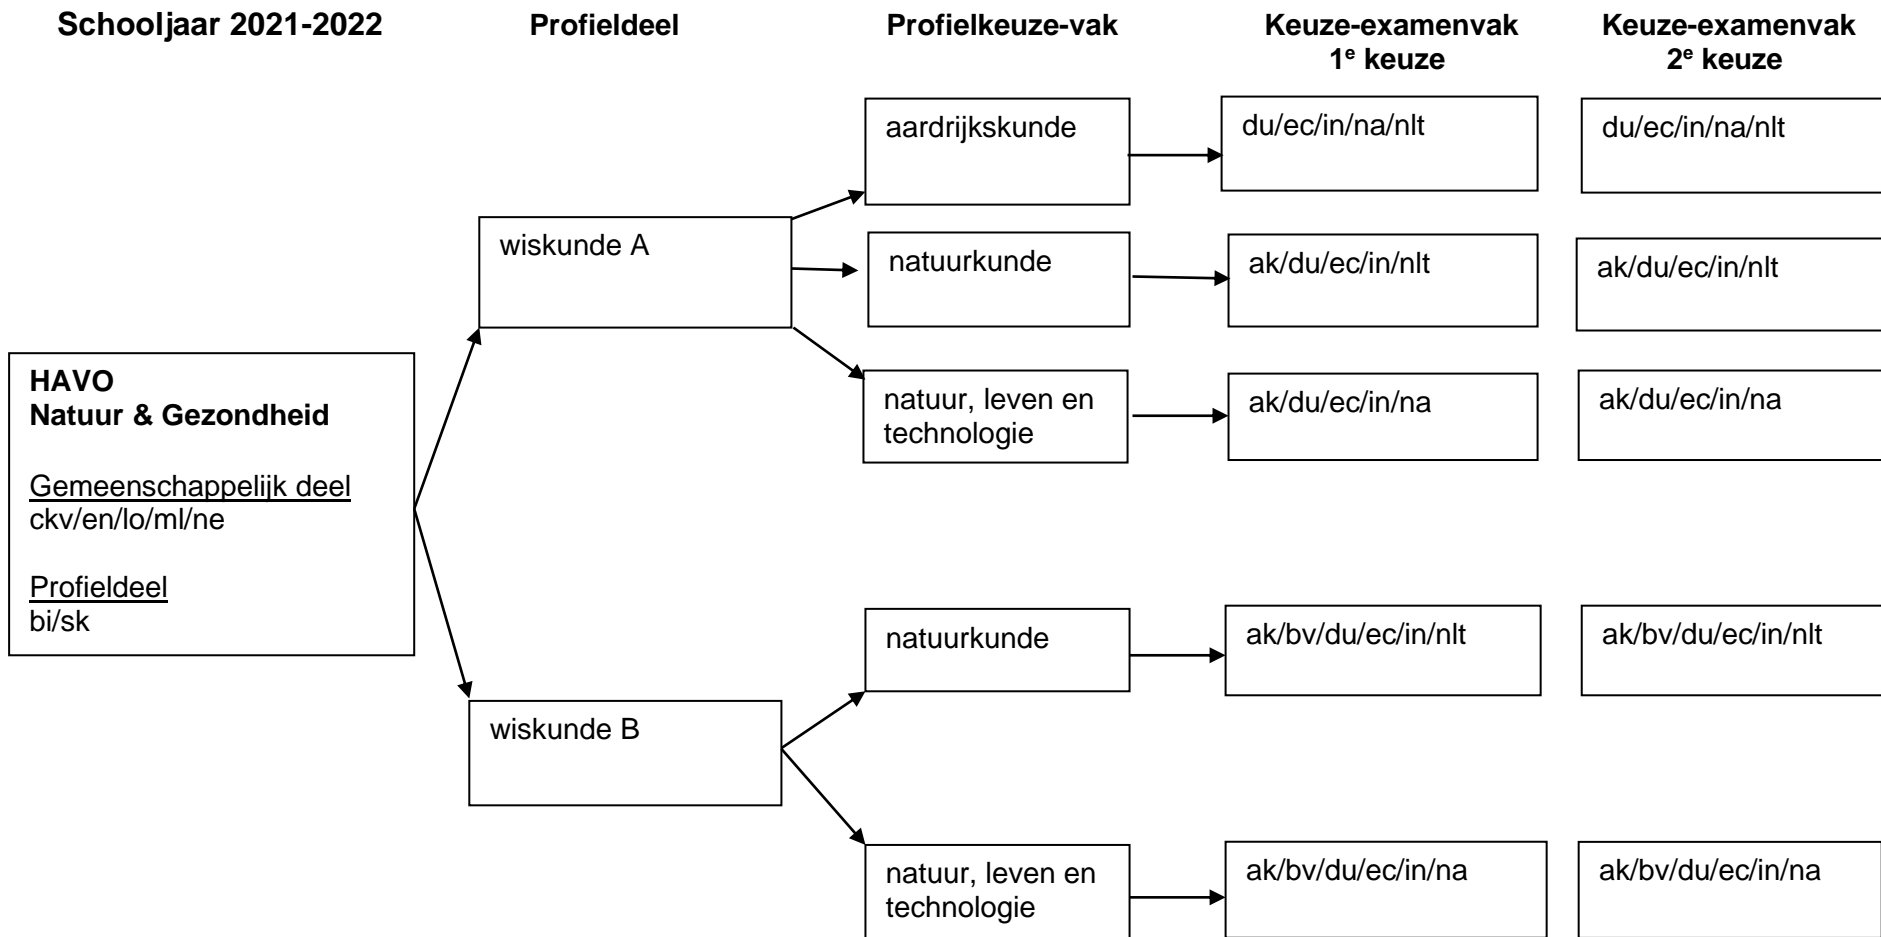 Schooljaar 2021-2022
Profieldeel
Profielkeuze-vak
Keuze-examenvak
1e keuze
Keuze-examenvak
2e keuze
HAVO
Natuur & Gezondheid
Gemeenschappelijk deel
ckv/en/lo/ml/ne
Profieldeel
bi/sk
wiskunde A
aardrijkskunde
du/ec/in/na/nlt
du/ec/in/na/nlt
natuurkunde
ak/du/ec/in/nlt
ak/du/ec/in/nlt
natuur, leven en
technologie
ak/du/ec/in/na
ak/du/ec/in/na
wiskunde B
natuurkunde
ak/bv/du/ec/in/nlt
ak/bv/du/ec/in/nlt
natuur, leven en
technologie
ak/bv/du/ec/in/na
ak/bv/du/ec/in/na